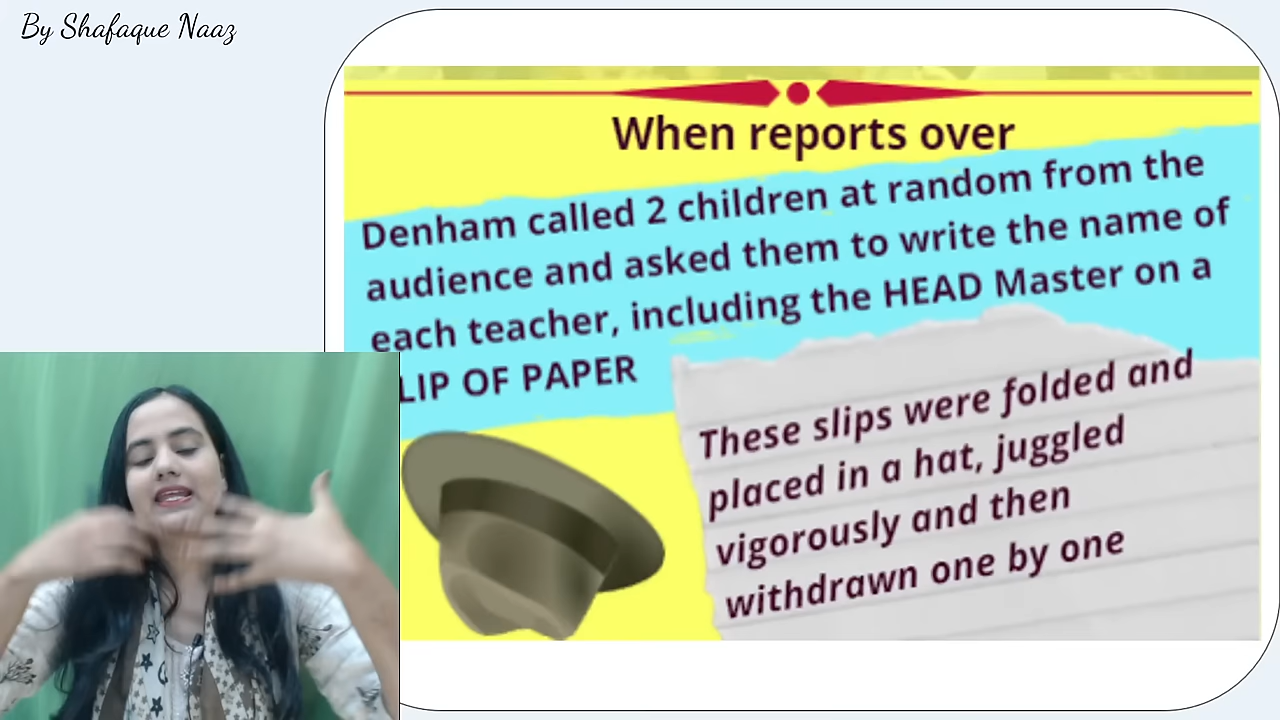 By Shafaque Naaz
When reports over
Denham called 2 children at random from the
audience and asked them to write the name of
each teacher, including the HEAD Master on a
LIP OF PAPER
These slips were folded and
placed in a hat, juggled
vigorously and then
withdrawn one by one